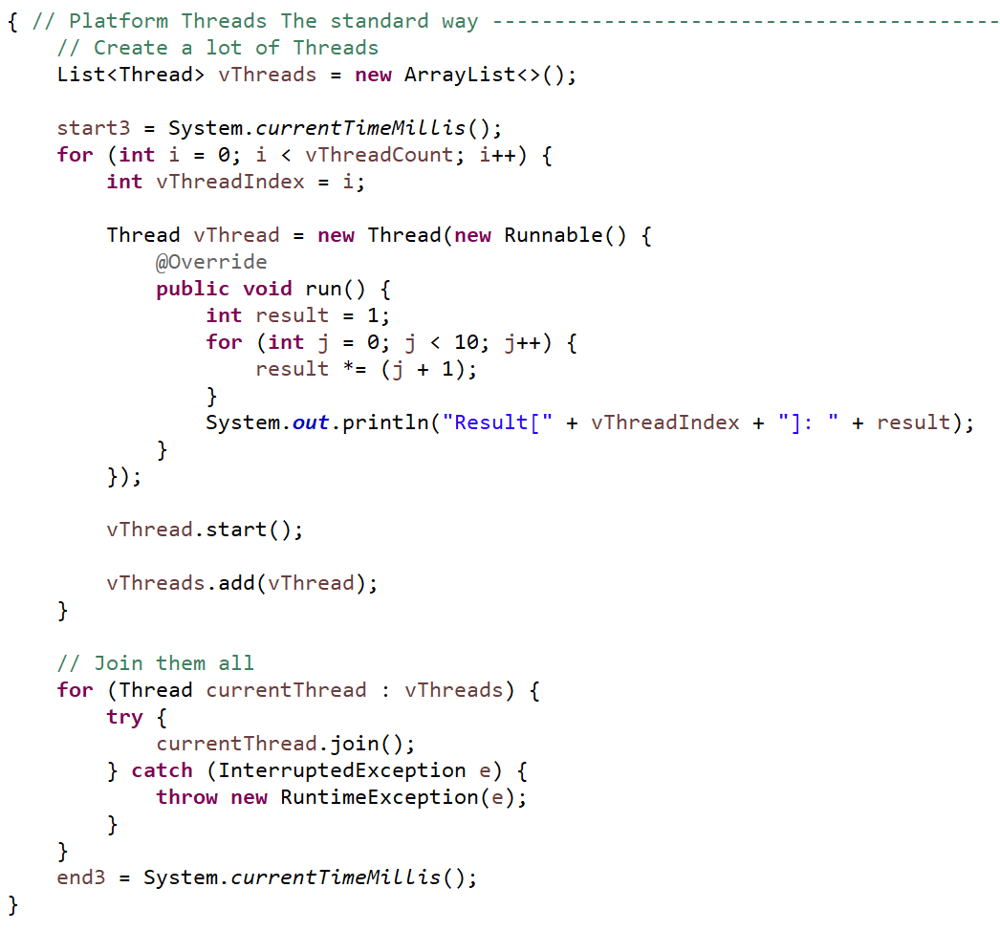 { // Platform Threads The standard way -----------------------------------------
    // Create a lot of Threads
    List<Thread> vThreads = new ArrayList<>();

    start3 = System.currentTimeMillis();
    for (int i = 0; i < vThreadCount; i++) {
        int vThreadIndex = i;

        Thread vThread = new Thread(new Runnable() {
            @Override
            public void run() {
                int result = 1;
                for (int j = 0; j < 10; j++) {
                    result *= (j + 1);
                }
                System.out.println("Result[" + vThreadIndex + "]: " + result);
            }
        });

        vThread.start();

        vThreads.add(vThread);
    }

    // Join them all
    for (Thread currentThread : vThreads) {
        try {
            currentThread.join();
        } catch (InterruptedException e) {
            throw new RuntimeException(e);
        }
    }
    end3 = System.currentTimeMillis();
}